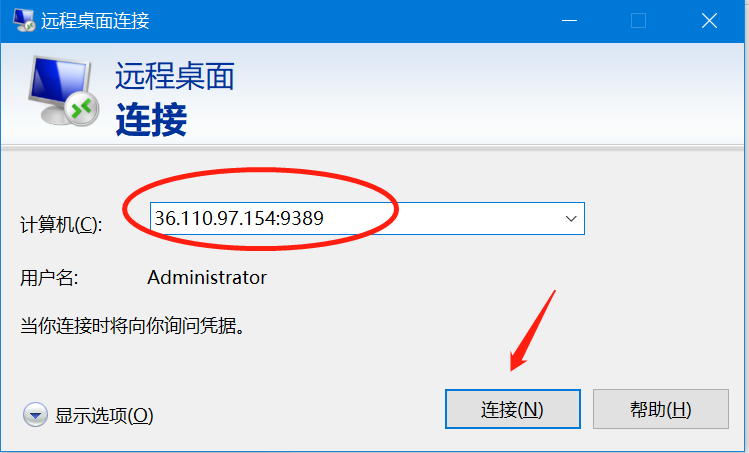 远程桌面连接
远程桌面
连接
计算机(C):
36.110.97.154:9389
用户名:
Administrator
当你连接时将向你询问凭据。
显示选项(O)
连接(N)
帮助(H)